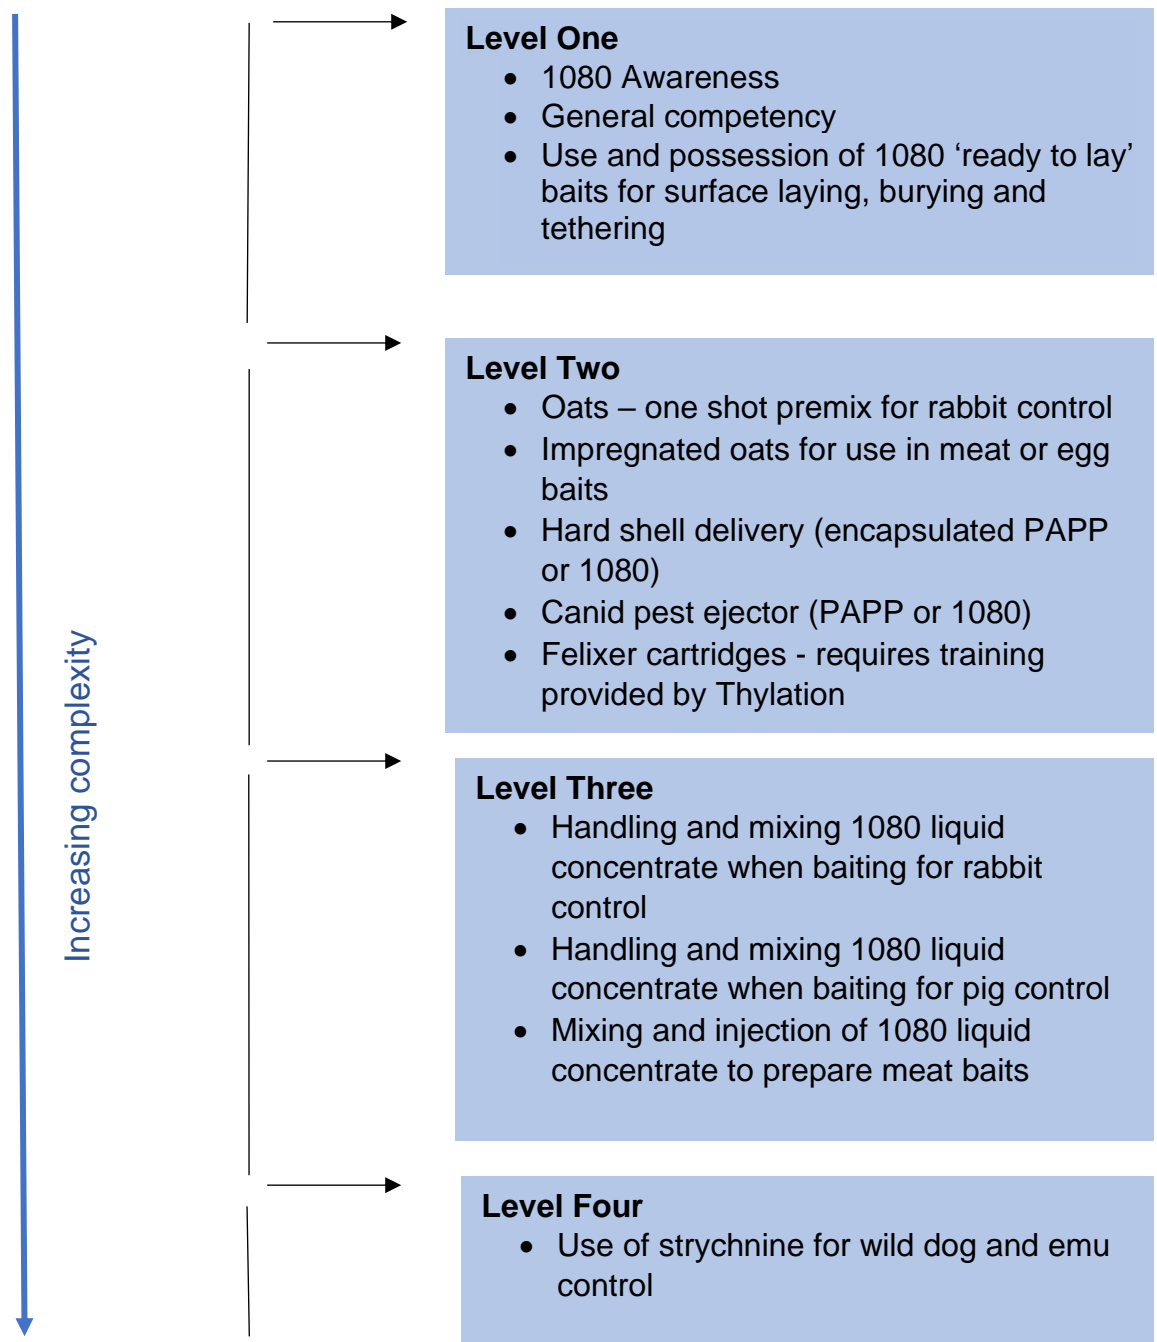 Level One
• 1080 Awareness
• General competency
• Use and possession of 1080 ‘ready to lay’
baits for surface laying, burying and
tethering
Level Two
• Oats – one shot premix for rabbit control
• Impregnated oats for use in meat or egg
baits
• Hard shell delivery (encapsulated PAPP
or 1080)
• Canid pest ejector (PAPP or 1080)
• Felixer cartridges - requires training
provided by Thylation
Increasing complexity
Level Three
• Handling and mixing 1080 liquid
concentrate when baiting for rabbit
control
• Handling and mixing 1080 liquid
concentrate when baiting for pig control
• Mixing and injection of 1080 liquid
concentrate to prepare meat baits
Level Four
• Use of strychnine for wild dog and emu
control